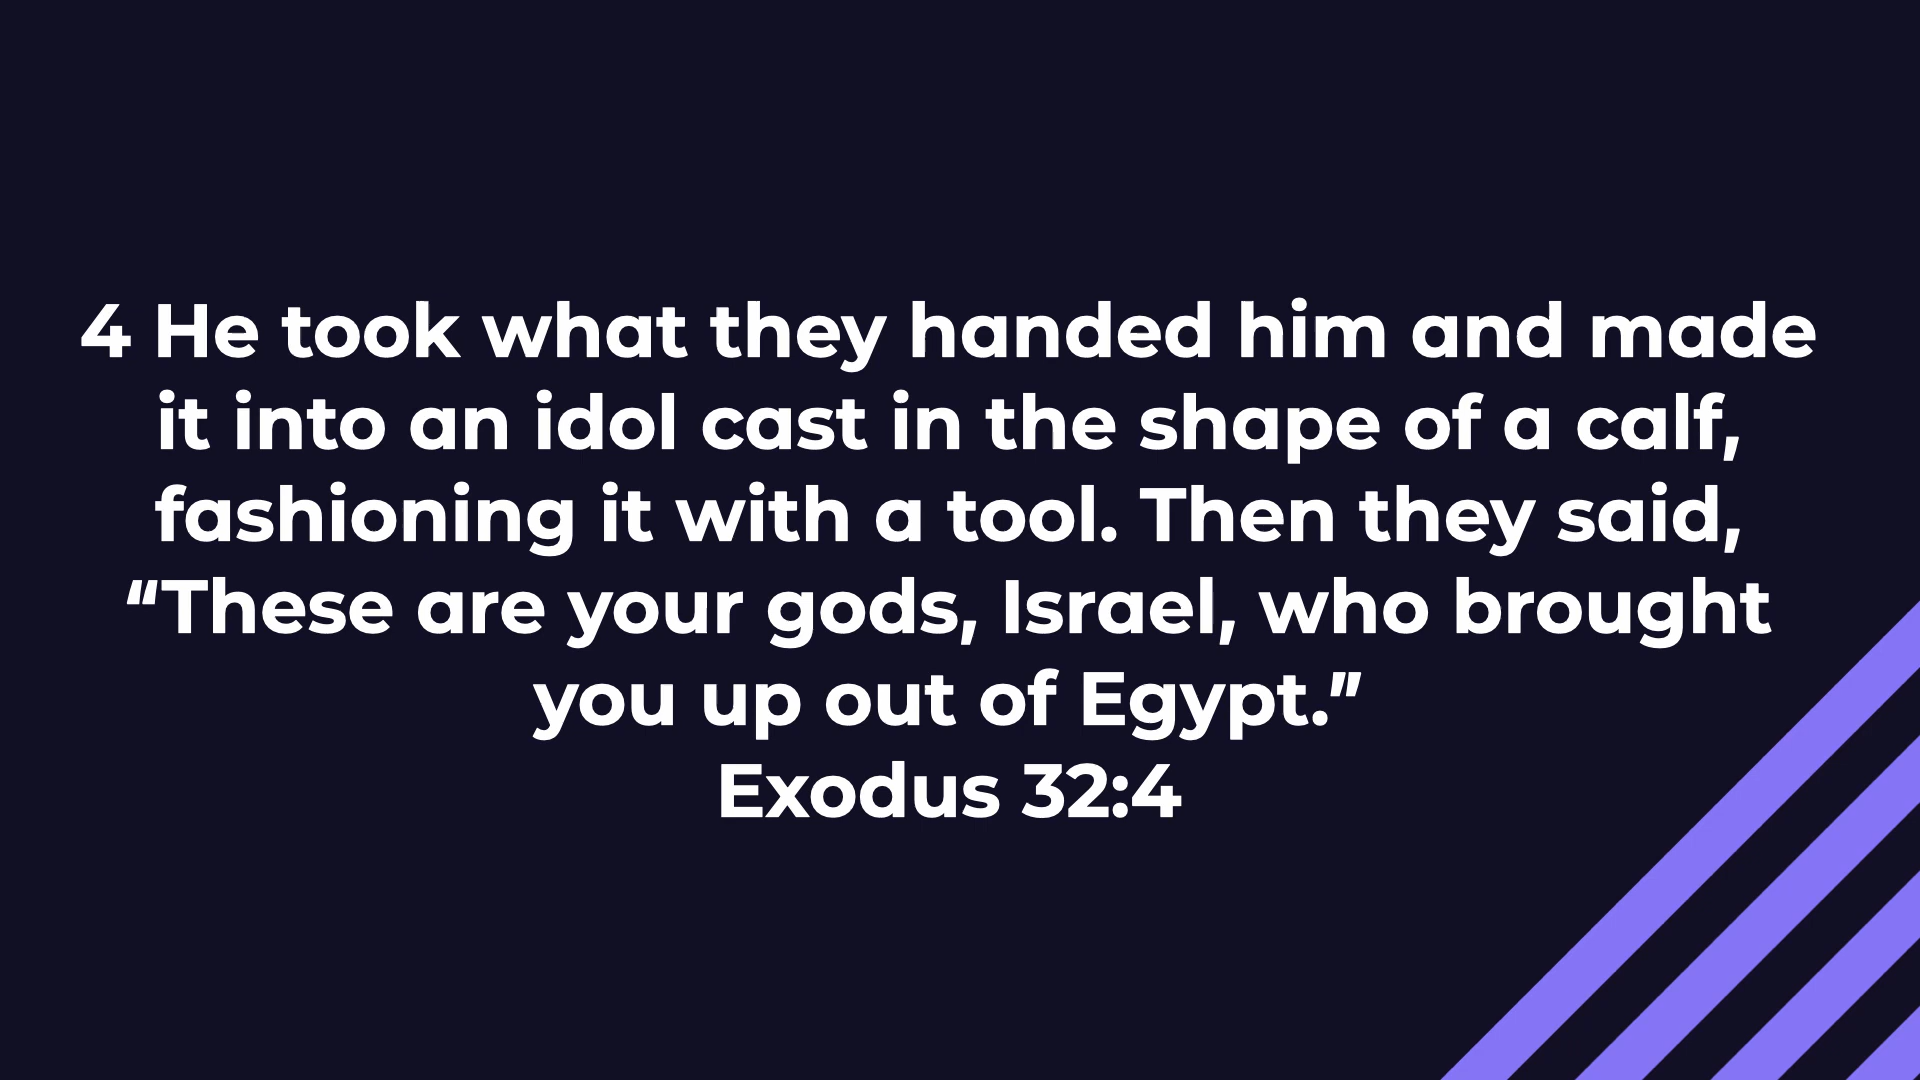 4 He took what they handed him and made
it into an idol cast in the shape of a calf,
fashioning it with a tool. Then they said,
“These are your gods, Israel, who brought
you up out of Egypt.”
Exodus 32:4